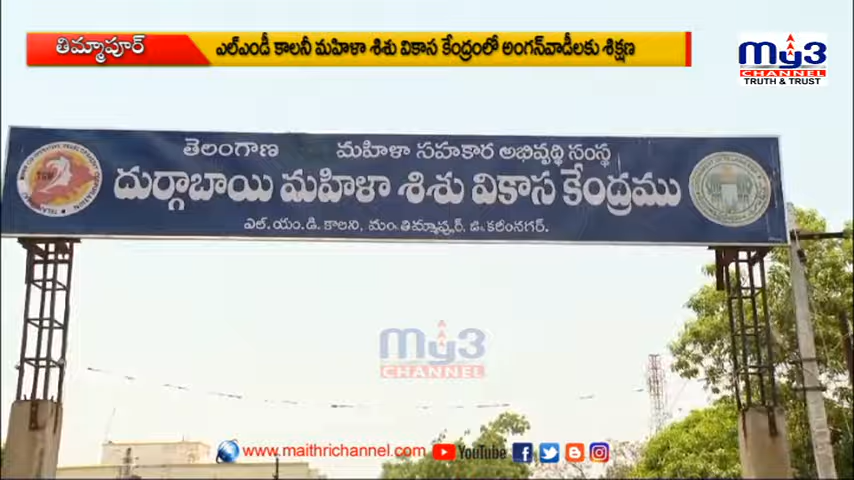 తిమ్మాపూర్
ఎల్ఎండీ కాలనీ మహిళా శిశు వికాస కేంద్రంలో అంగన్‌వాడీలకు శిక్షణ
my3
CHANNEL
TRUTH & TRUST
తెలంగాణ మహిళా సహకార అభివృద్ధి సంస్థ
దుర్గాబాయి మహిళా శిశు వికాస కేంద్రము
ఎల్.యం.డి. కాలని, మం.తిమ్మాపూర్, జి.కరీంనగర్.
my3
CHANNEL
www.maithrichannel.com YouTube